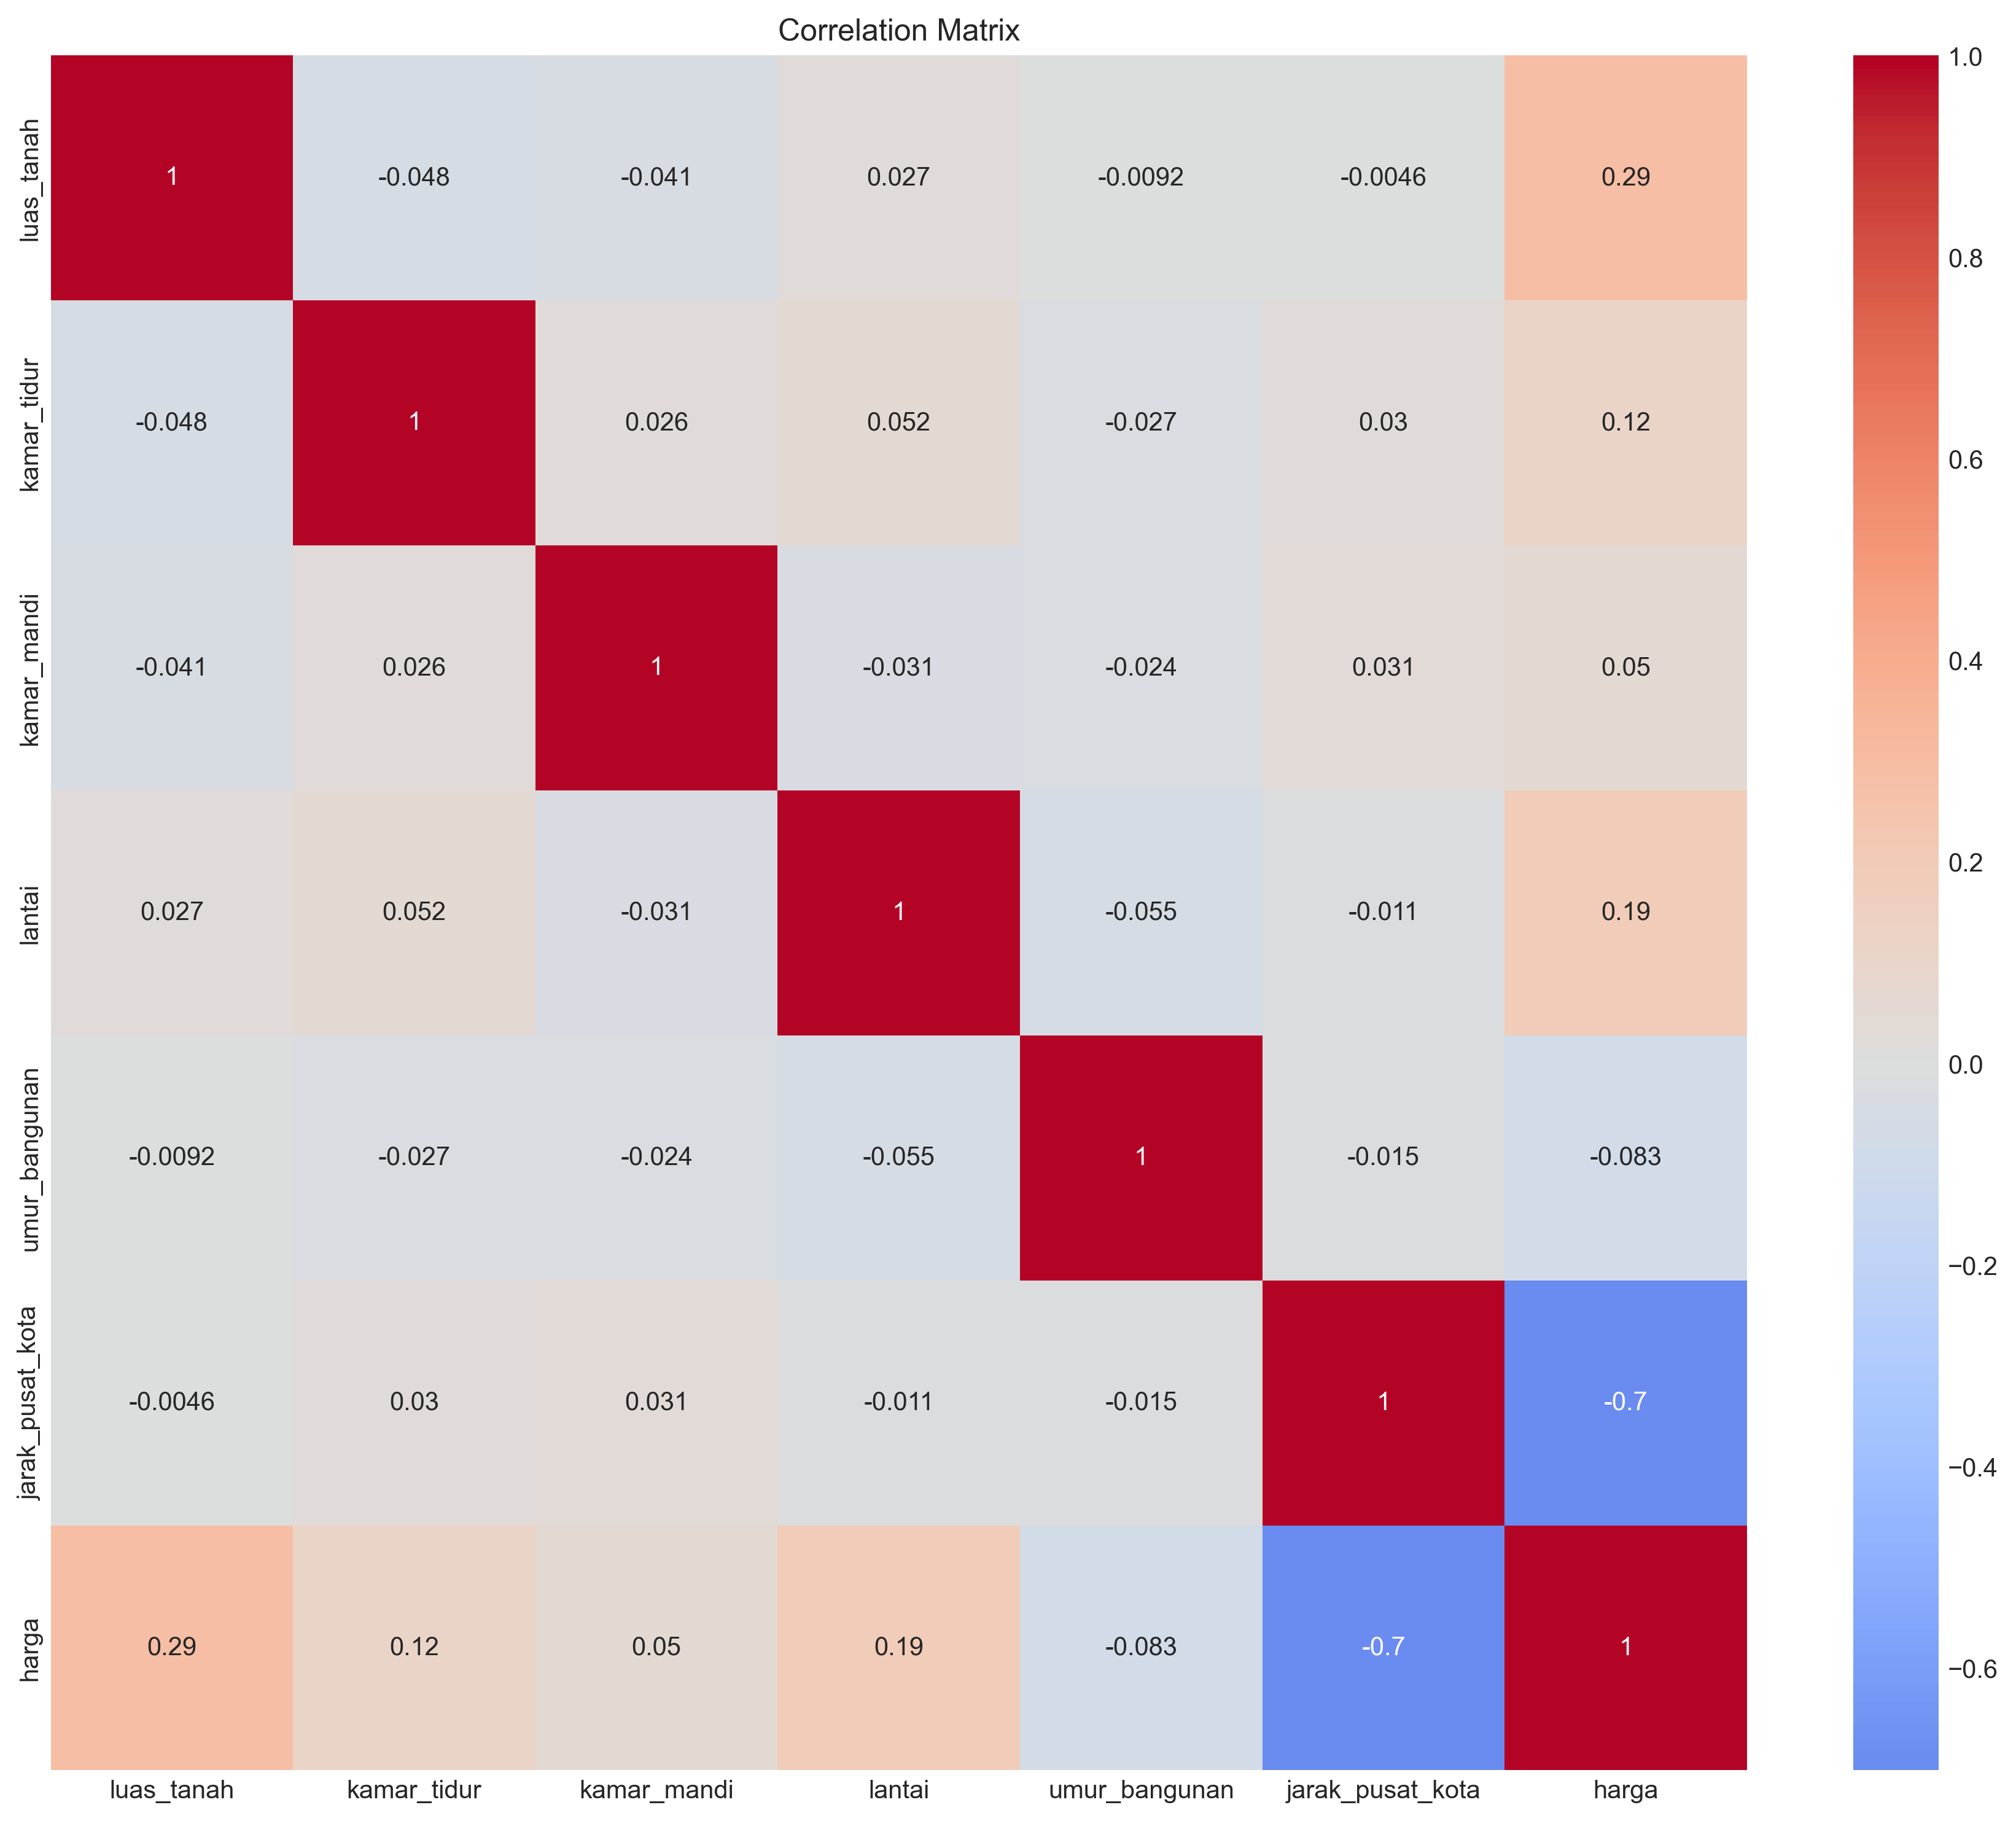 Correlation Matrix
luas_tanah 1 -0.048 -0.041 0.027 -0.0092 -0.0046 0.29
kamar_tidur -0.048 1 0.026 0.052 -0.027 0.03 0.12
kamar_mandi -0.041 0.026 1 -0.031 -0.024 0.031 0.05
lantai 0.027 0.052 -0.031 1 -0.055 -0.011 0.19
umur_bangunan -0.0092 -0.027 -0.024 -0.055 1 -0.015 -0.083
jarak_pusat_kota -0.0046 0.03 0.031 -0.011 -0.015 1 -0.7
harga 0.29 0.12 0.05 0.19 -0.083 -0.7 1
luas_tanah kamar_tidur kamar_mandi lantai umur_bangunan jarak_pusat_kota harga
1.0
0.8
0.6
0.4
0.2
0.0
−0.2
−0.4
−0.6